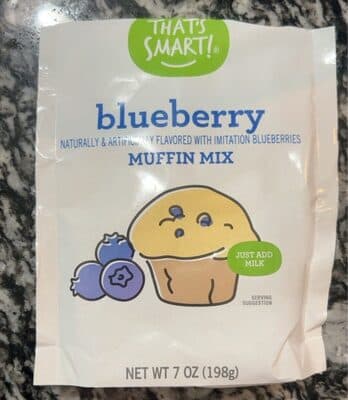 THAT'S
SMART!®
blueberry
NATURALLY & ARTIFICIALLY FLAVORED WITH IMITATION BLUEBERRIES
MUFFIN MIX
JUST ADD
MILK
SERVING
SUGGESTION
NET WT 7 OZ (198g)